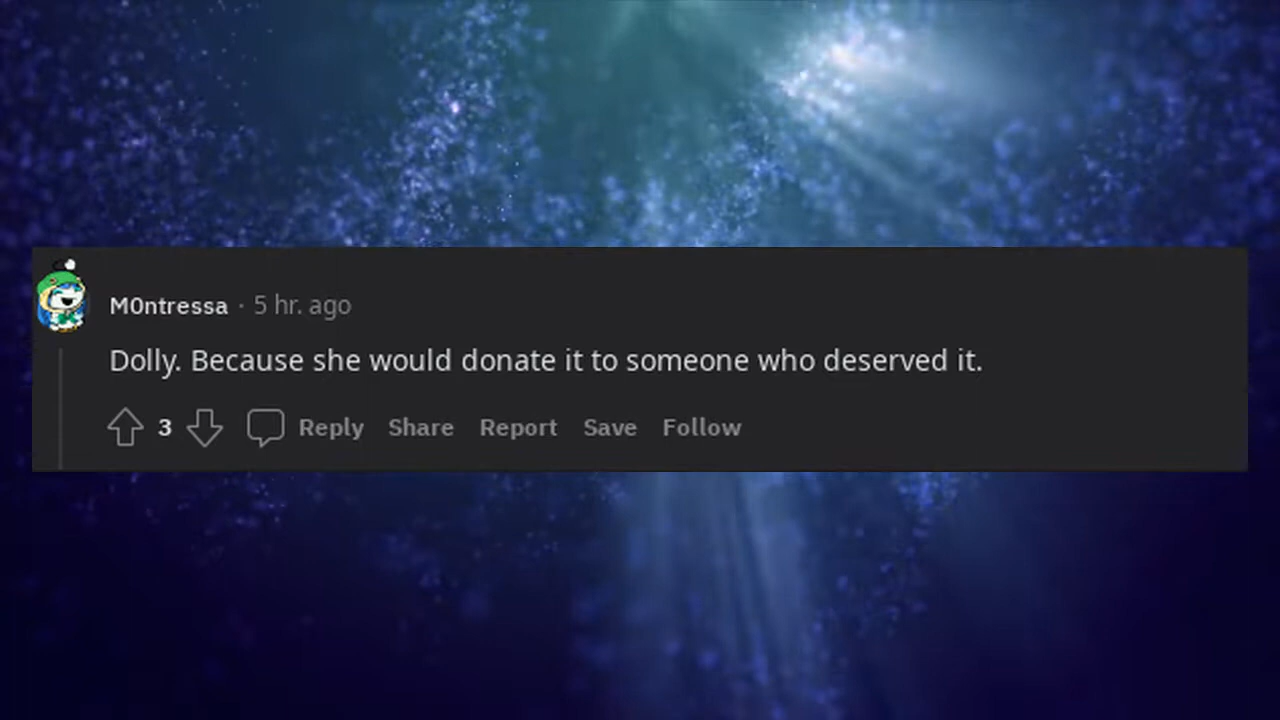 M0ntressa · 5 hr. ago
Dolly. Because she would donate it to someone who deserved it.
3 Reply Share Report Save Follow